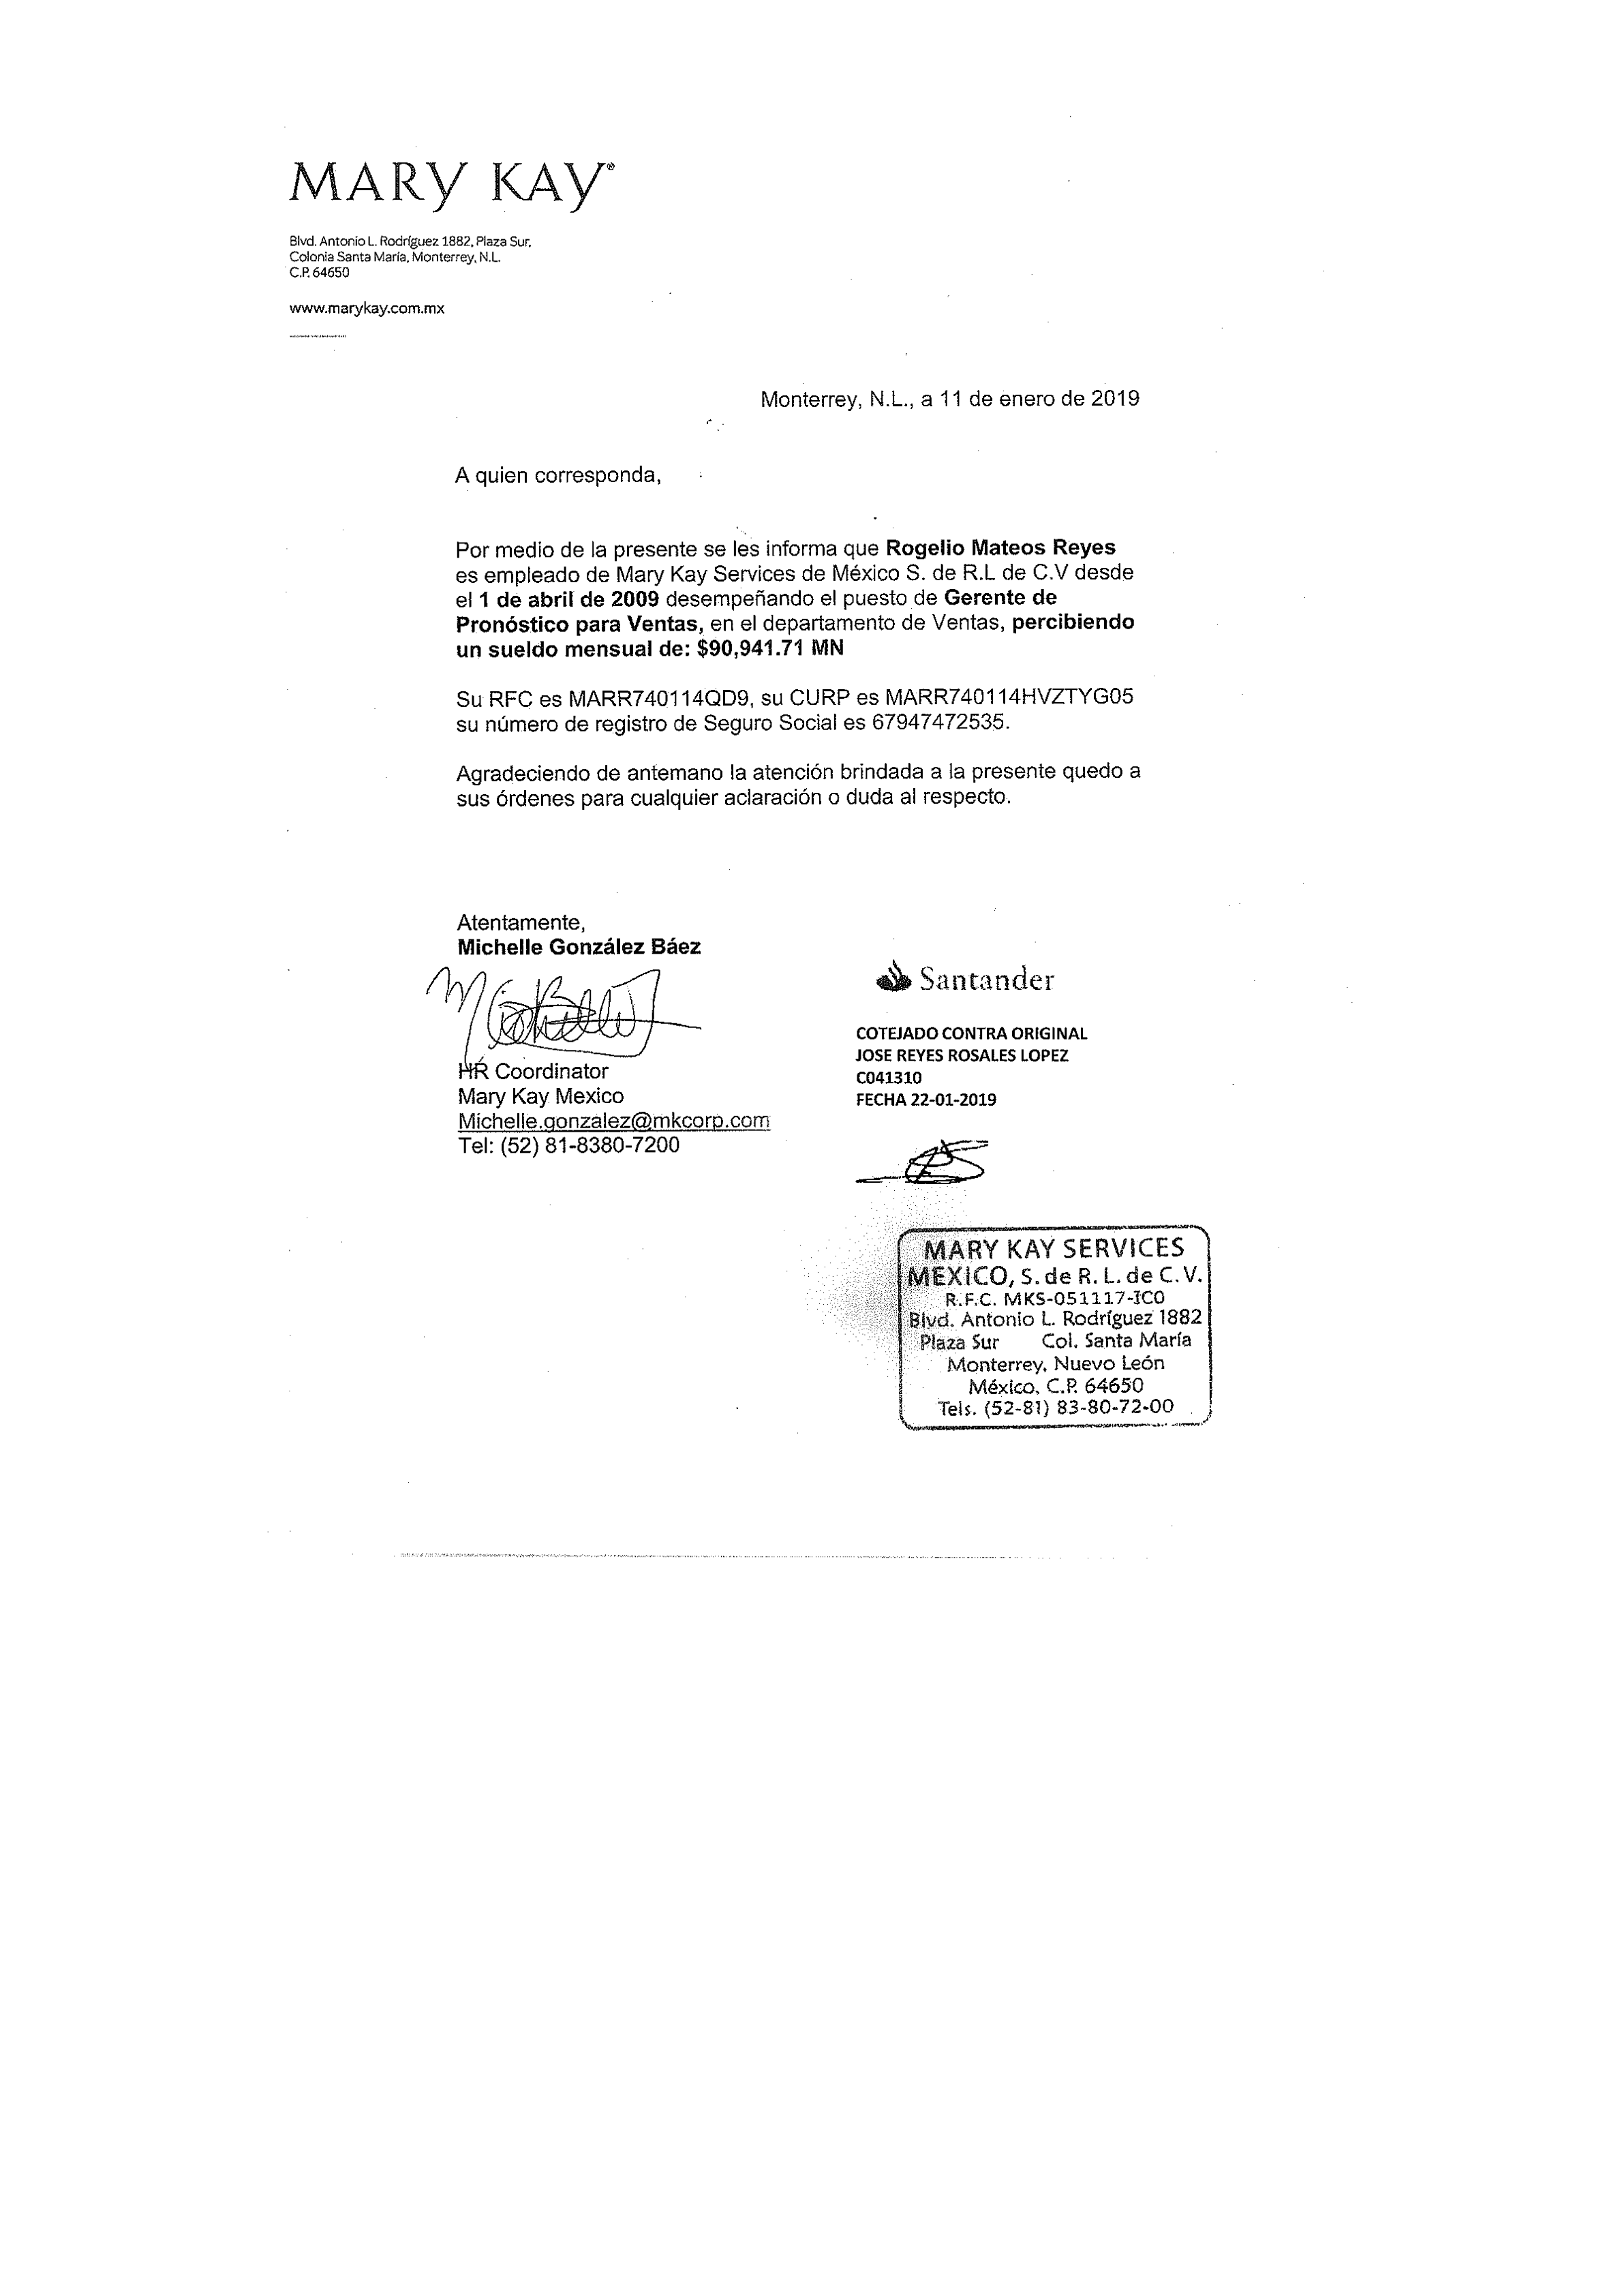 MARY KAY®
Blvd. Antonio L. Rodríguez 1882, Plaza Sur,
Colonia Santa María, Monterrey, N.L.
C.P. 64650
www.marykay.com.mx
Monterrey, N.L., a 11 de enero de 2019
A quien corresponda,
Por medio de la presente se les informa que Rogelio Mateos Reyes
es empleado de Mary Kay Services de México S. de R.L de C.V desde
el 1 de abril de 2009 desempeñando el puesto de Gerente de
Pronóstico para Ventas, en el departamento de Ventas, percibiendo
un sueldo mensual de: $90,941.71 MN
Su RFC es MARR740114QD9, su CURP es MARR740114HVZTYG05
su número de registro de Seguro Social es 67947472535.
Agradeciendo de antemano la atención brindada a la presente quedo a
sus órdenes para cualquier aclaración o duda al respecto.
Atentamente,
Michelle González Báez
HR Coordinator
Mary Kay Mexico
Michelle.gonzalez@mkcorp.com
Tel: (52) 81-8380-7200
Santander
COTEJADO CONTRA ORIGINAL
JOSE REYES ROSALES LOPEZ
C041310
FECHA 22-01-2019
MARY KAY SERVICES
MEXICO, S. de R. L. de C.V.
R.F.C. MKS-051117-IC0
Blvd. Antonio L. Rodríguez 1882
Plaza Sur Col. Santa María
Monterrey, Nuevo León
México, C.P. 64650
Tels. (52-81) 83-80-72-00